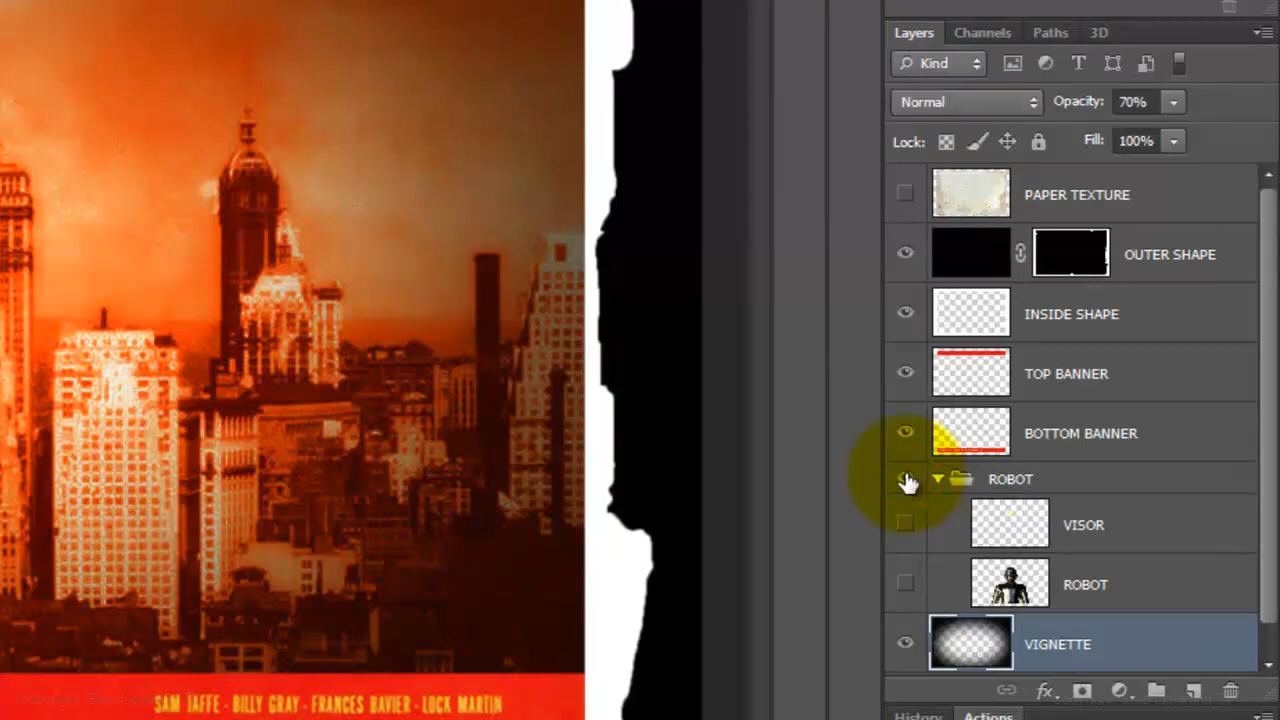 Layers Channels Paths 3D
Kind
Normal Opacity: 70%
Lock: Fill: 100%
PAPER TEXTURE
OUTER SHAPE
INSIDE SHAPE
TOP BANNER
BOTTOM BANNER
ROBOT
VISOR
ROBOT
VIGNETTE
fx
SAM JAFFE - BILLY GRAY - FRANCES BAVIER - LOCK MARTIN
History Actions